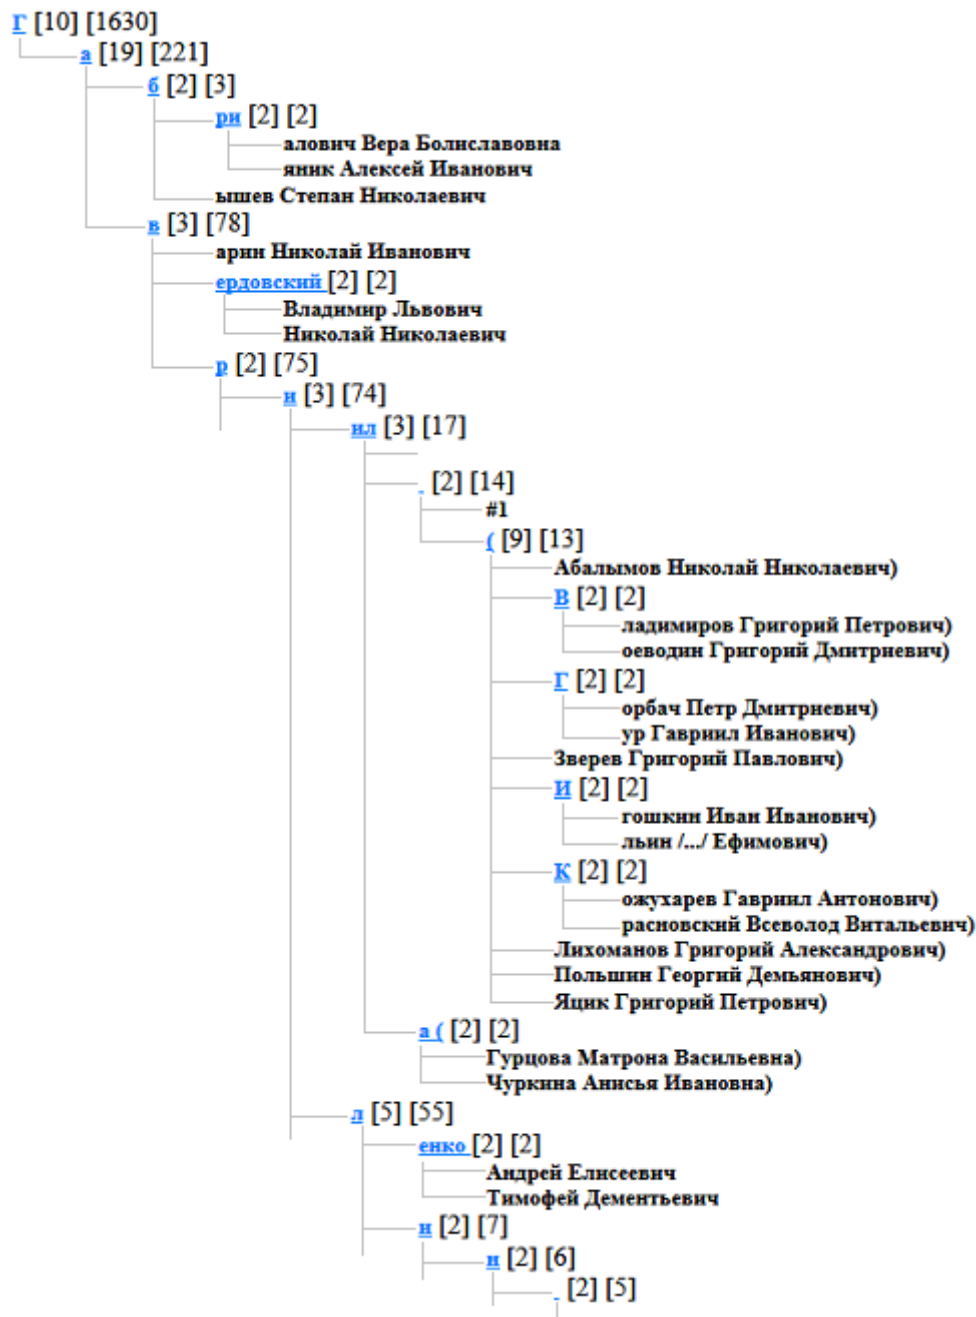 Г [10] [1630]
а [19] [221]
б [2] [3]
ри [2] [2]
алович Вера Болиславовна
яник Алексей Иванович
ышев Степан Николаевич
в [3] [78]
арин Николай Иванович
ердовский [2] [2]
Владимир Львович
Николай Николаевич
р [2] [75]
и [3] [74]
ил [3] [17]
[2] [14]
#1
( [9] [13]
Абалымов Николай Николаевич)
В [2] [2]
ладимиров Григорий Петрович)
оеводин Григорий Дмитриевич)
Г [2] [2]
орбач Петр Дмитриевич)
ур Гавриил Иванович)
Зверев Григорий Павлович)
И [2] [2]
гошкин Иван Иванович)
льин /.../ Ефимович)
К [2] [2]
ожухарев Гавриил Антонович)
расновский Всеволод Витальевич)
Лихоманов Григорий Александрович)
Польшин Георгий Демьянович)
Яцик Григорий Петрович)
а ( [2] [2]
Гурцова Матрона Васильевна)
Чуркина Анисья Ивановна)
л [5] [55]
енко [2] [2]
Андрей Елисеевич
Тимофей Дементьевич
и [2] [7]
н [2] [6]
[2] [5]